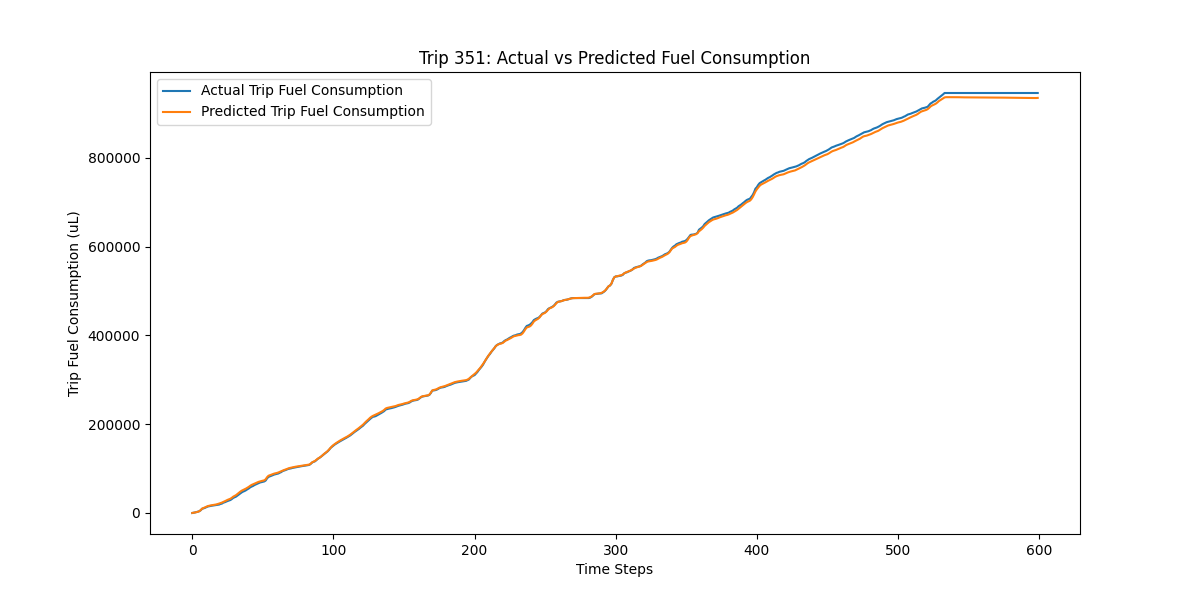 Trip 351: Actual vs Predicted Fuel Consumption
Actual Trip Fuel Consumption
Predicted Trip Fuel Consumption
Trip Fuel Consumption (uL)
800000
600000
400000
200000
0
0 100 200 300 400 500 600
Time Steps